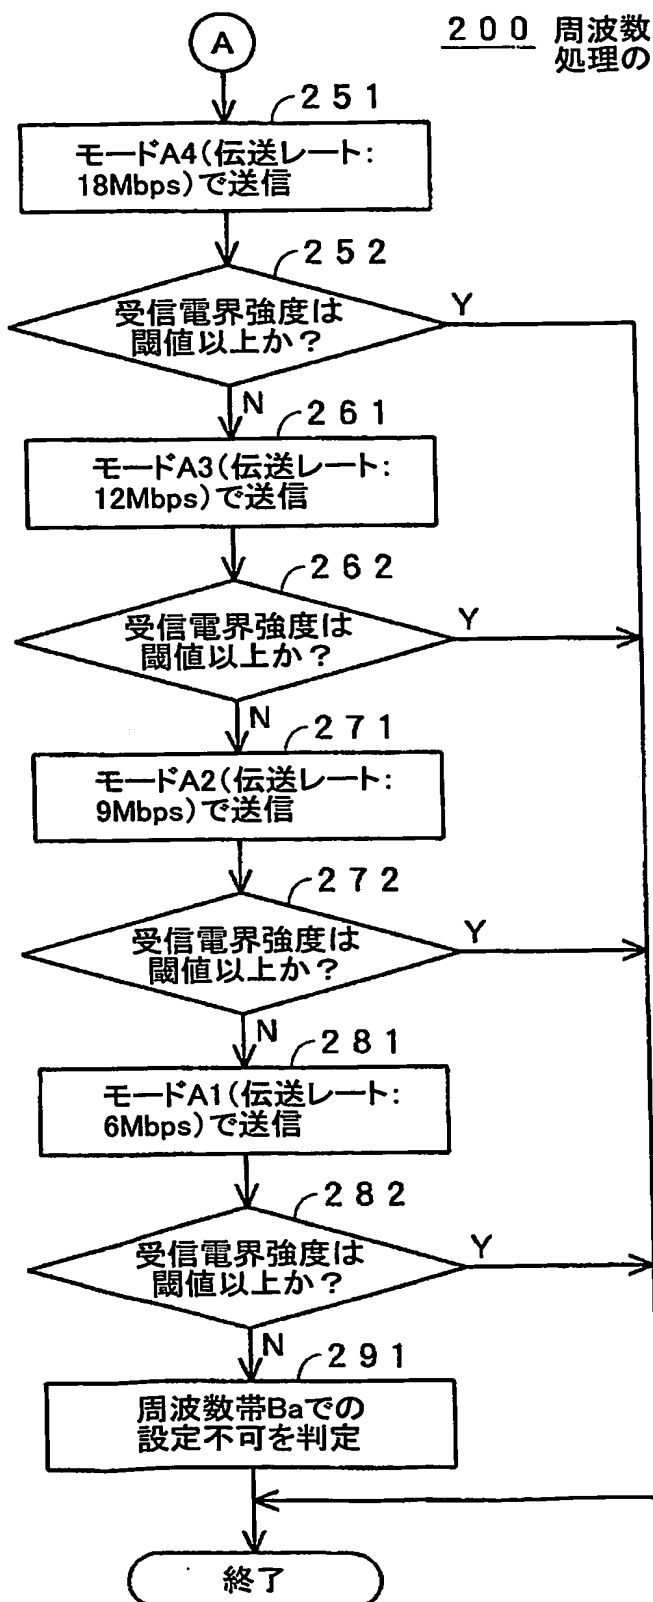 ２００ 周波数
処理の
A
２５１
モードA4(伝送レート:
18Mbps)で送信
２５２
受信電界強度は
閾値以上か？
Y
N
２６１
モードA3(伝送レート:
12Mbps)で送信
２６２
受信電界強度は
閾値以上か？
Y
N
２７１
モードA2(伝送レート:
9Mbps)で送信
２７２
受信電界強度は
閾値以上か？
Y
N
２８１
モードA1(伝送レート:
6Mbps)で送信
２８２
受信電界強度は
閾値以上か？
Y
N
２９１
周波数帯Baでの
設定不可を判定
終了